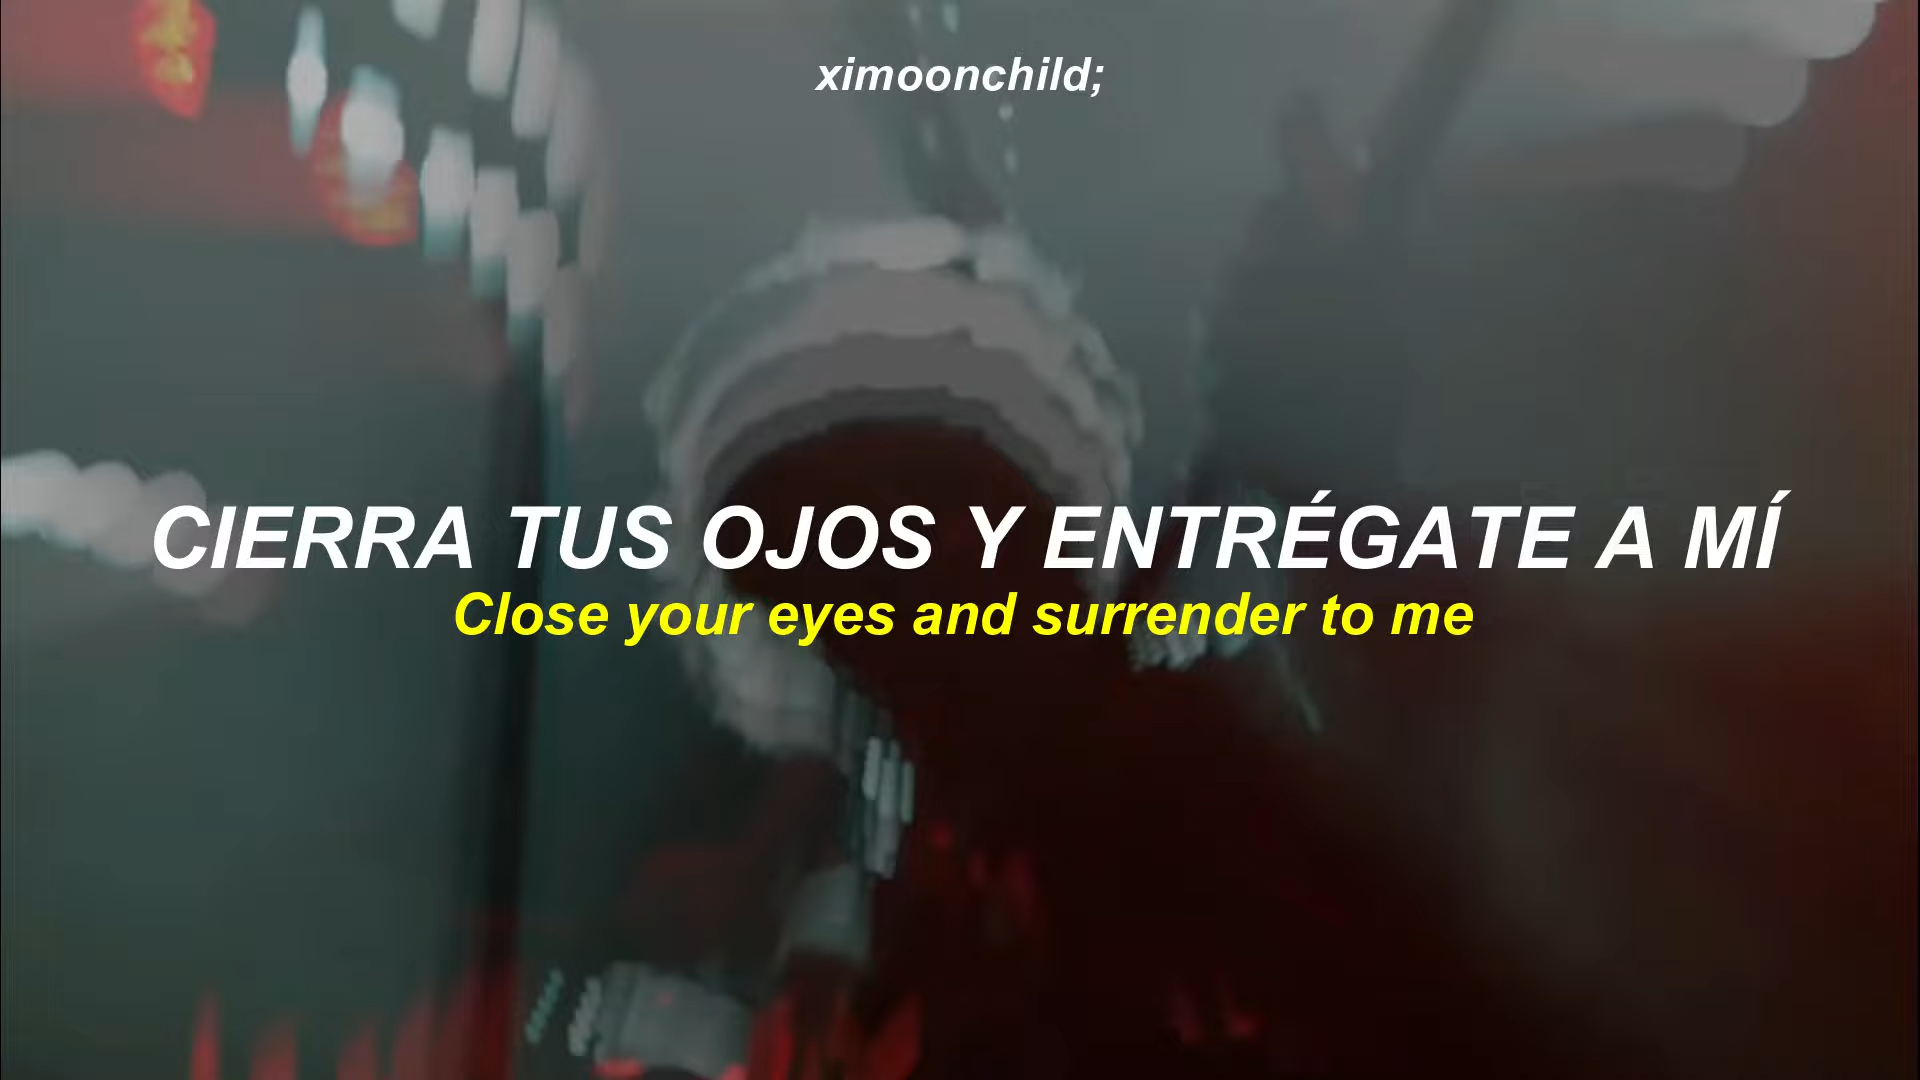 ximoonchild;
CIERRA TUS OJOS Y ENTRÉGATE A MÍ
Close your eyes and surrender to me